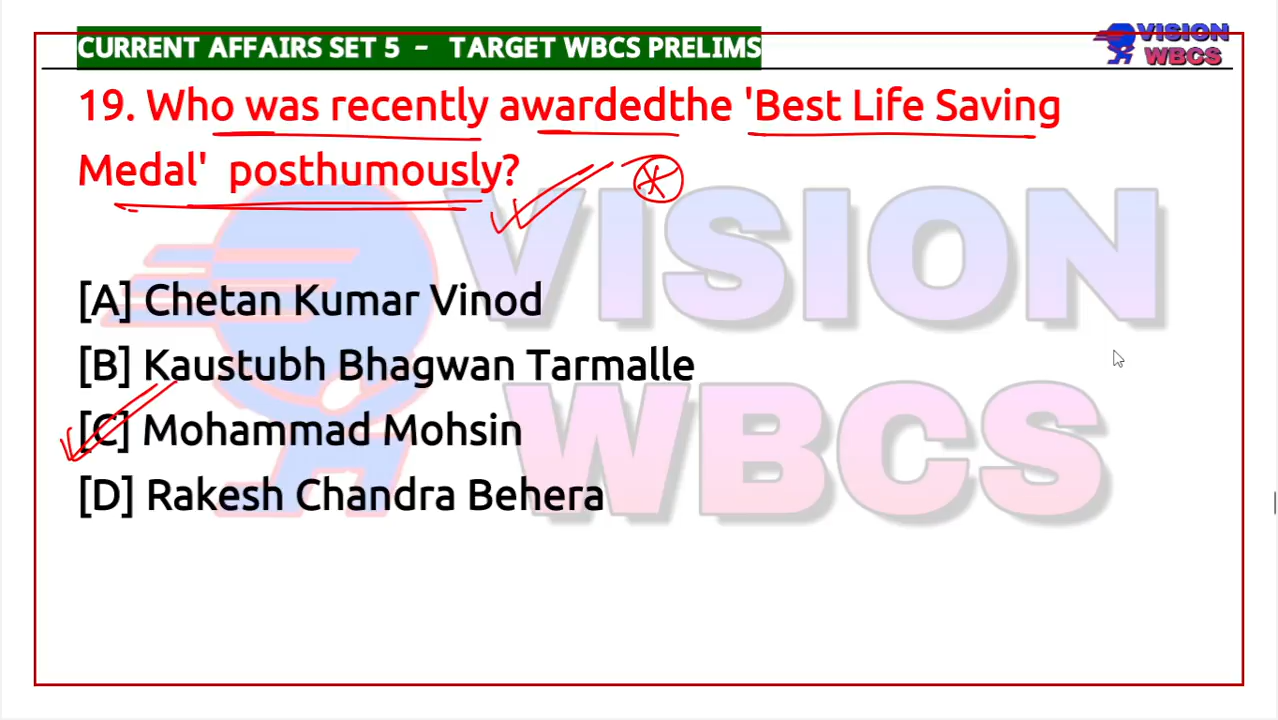 CURRENT AFFAIRS SET 5 - TARGET WBCS PRELIMS
VISION
WBCS
19. Who was recently awardedthe 'Best Life Saving
Medal' posthumously?
[A] Chetan Kumar Vinod
[B] Kaustubh Bhagwan Tarmalle
[C] Mohammad Mohsin
[D] Rakesh Chandra Behera
VISION
WBCS